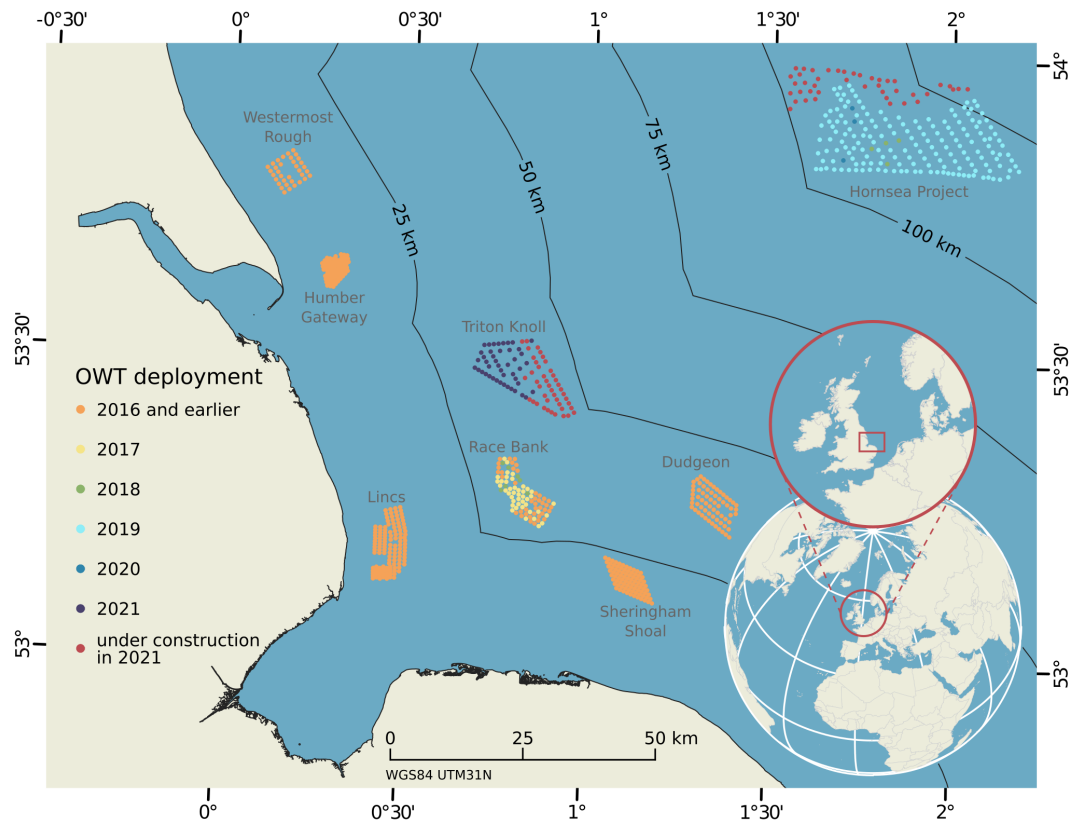 -0°30'
0°
0°30'
1°
1°30'
2°
54°
Westermost
Rough
75 km
50 km
25 km
Hornsea Project
100 km
Humber
Gateway
Triton Knoll
53°30'
53°30'
OWT deployment
2016 and earlier
2017
2018
2019
2020
2021
under construction
in 2021
Race Bank
Dudgeon
Lincs
Sheringham
Shoal
53°
53°
0
25
50 km
WGS84 UTM31N
0°
0°30'
1°
1°30'
2°